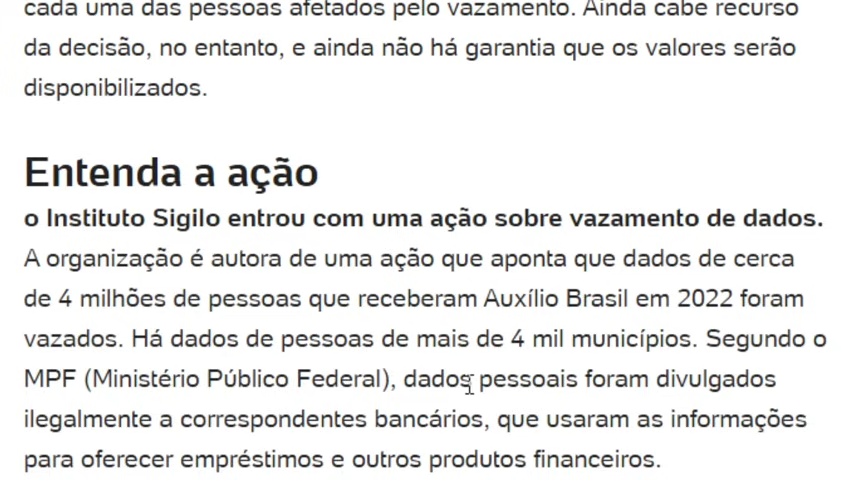 cada uma das pessoas afetados pelo vazamento. Ainda cabe recurso
da decisão, no entanto, e ainda não há garantia que os valores serão
disponibilizados.
Entenda a ação
o Instituto Sigilo entrou com uma ação sobre vazamento de dados.
A organização é autora de uma ação que aponta que dados de cerca
de 4 milhões de pessoas que receberam Auxílio Brasil em 2022 foram
vazados. Há dados de pessoas de mais de 4 mil municípios. Segundo o
MPF (Ministério Público Federal), dados pessoais foram divulgados
ilegalmente a correspondentes bancários, que usaram as informações
para oferecer empréstimos e outros produtos financeiros.